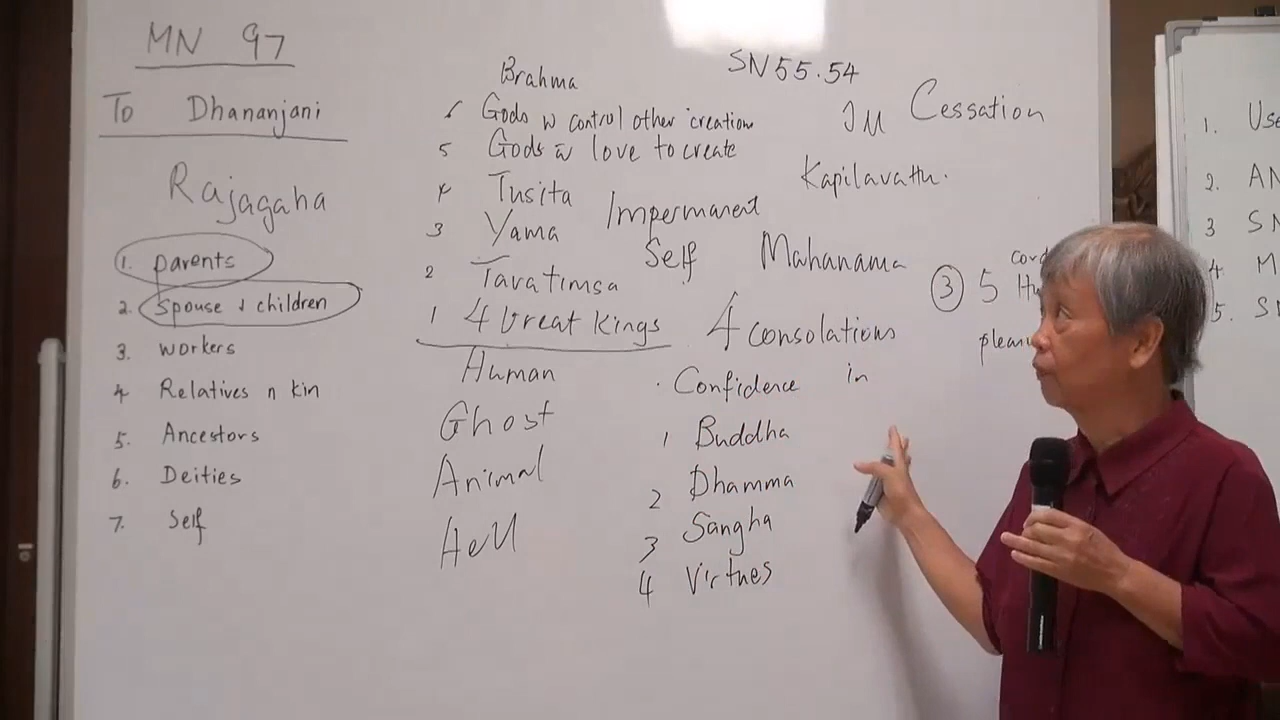 MN 97
To Dhananjani
Rajagaha
1. parents
2. Spouse & children
3. workers
4 Relatives n kin
5. Ancestors
6. Deities
7. Self
Brahma
6 Gods w control other creation
5 Gods w love to create
4 Tusita
3 Yama
2 Tavatimsa
1 4 Great Kings
Human
Ghost
Animal
Hell
SN 55.54
Cessation
Kapilavatthu.
Impermanent
Self Mahanama
4 consolations
· Confidence in
1 Buddha
2 Dhamma
3 Sangha
4 Virtues
3 5
1. Use
2. AN
3 SN
4. M
5. S